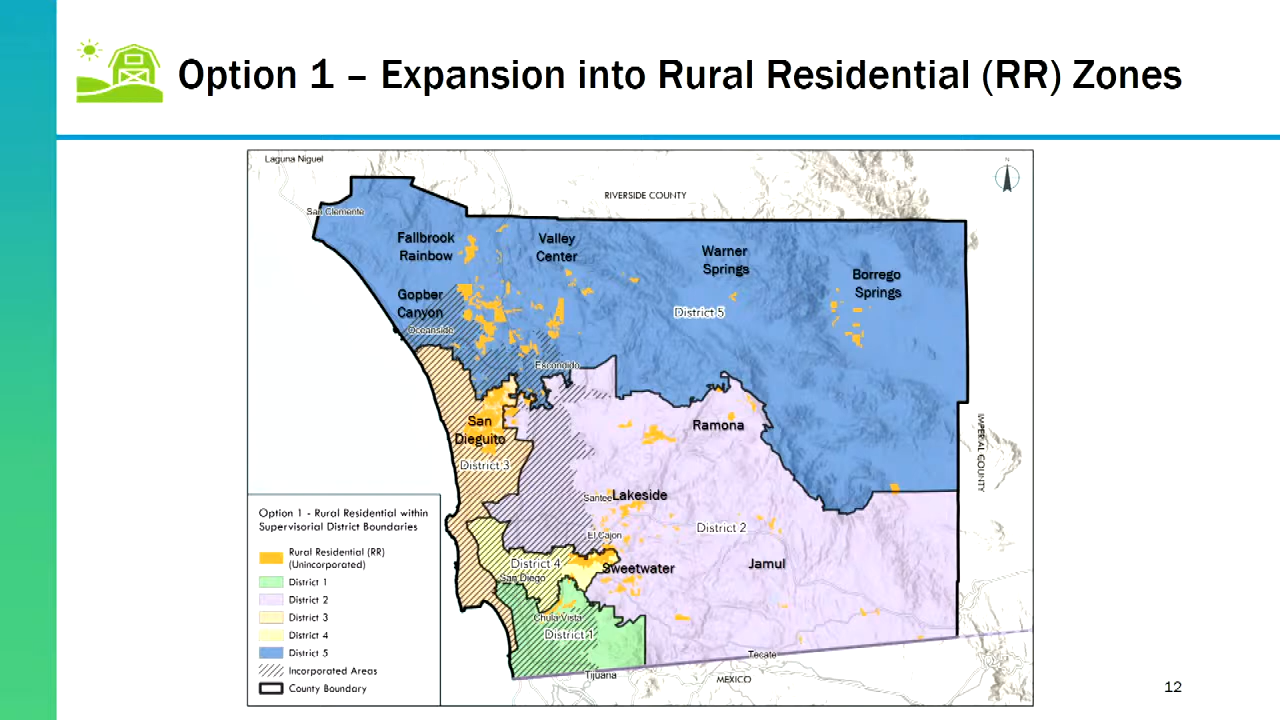 Option 1 – Expansion into Rural Residential (RR) Zones
Laguna Niguel
N
RIVERSIDE COUNTY
San Clemente
Fallbrook
Rainbow
Valley
Center
Warner
Springs
Borrego
Springs
Gopber
Canyon
Oceanside
District 5
Escondido
San
Dieguito
District 3
Ramona
IMPERIAL COUNTY
Santee
Lakeside
District 2
El Cajon
District 4
San Diego
Sweetwater
Jamul
Chula Vista
District 1
Tecate
Tijuana
MEXICO
Option 1 - Rural Residential within
Supervisorial District Boundaries
Rural Residential (RR)
(Unincorporated)
District 1
District 2
District 3
District 4
District 5
Incorporated Areas
County Boundary
12